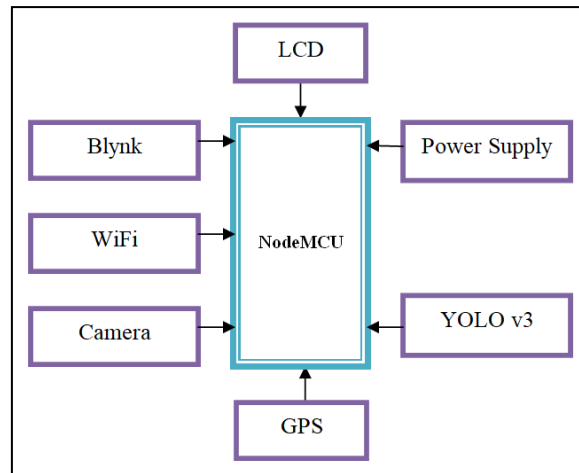 LCD
Blynk
Power Supply
WiFi
NodeMCU
Camera
YOLO v3
GPS